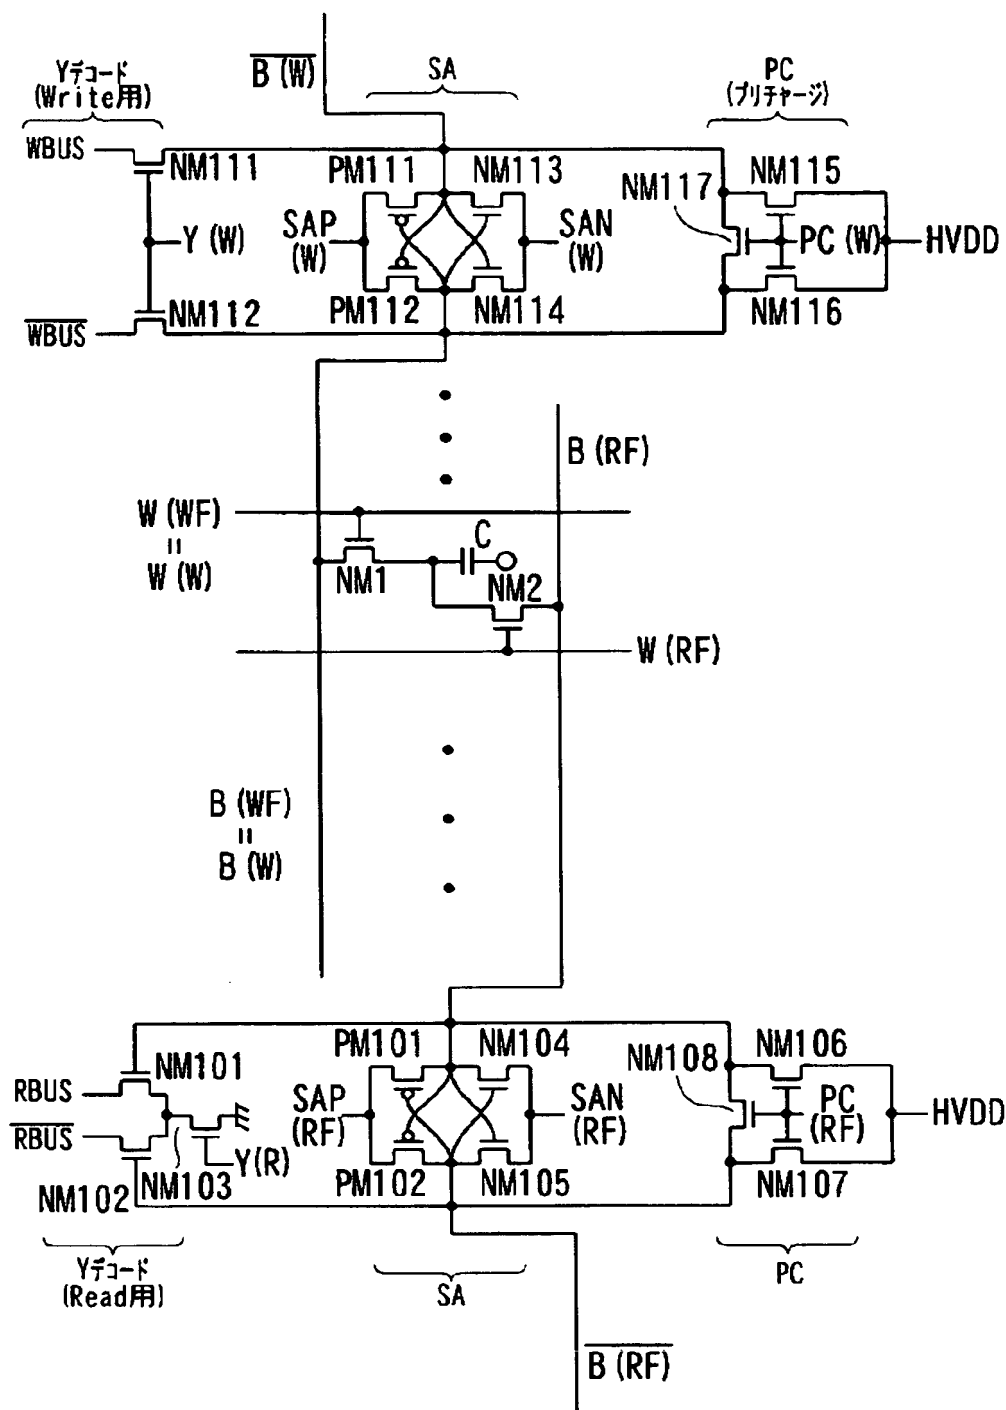 B (W)
SA
PC
(プリチャージ)
Yデコード
(Write用)
WBUS
NM111
PM111
NM113
NM117
NM115
Y (W)
SAP
(W)
SAN
(W)
PC (W)
HVDD
NM112
PM112
NM114
NM116
WBUS
B (RF)
W (WF)
=
W (W)
C
NM1
NM2
W (RF)
B (WF)
=
B (W)
PM101
NM104
NM108
NM106
NM101
RBUS
SAP
(RF)
SAN
(RF)
PC
(RF)
HVDD
RBUS
Y(R)
NM103
NM102
PM102
NM105
NM107
Yデコード
(Read用)
SA
PC
B (RF)